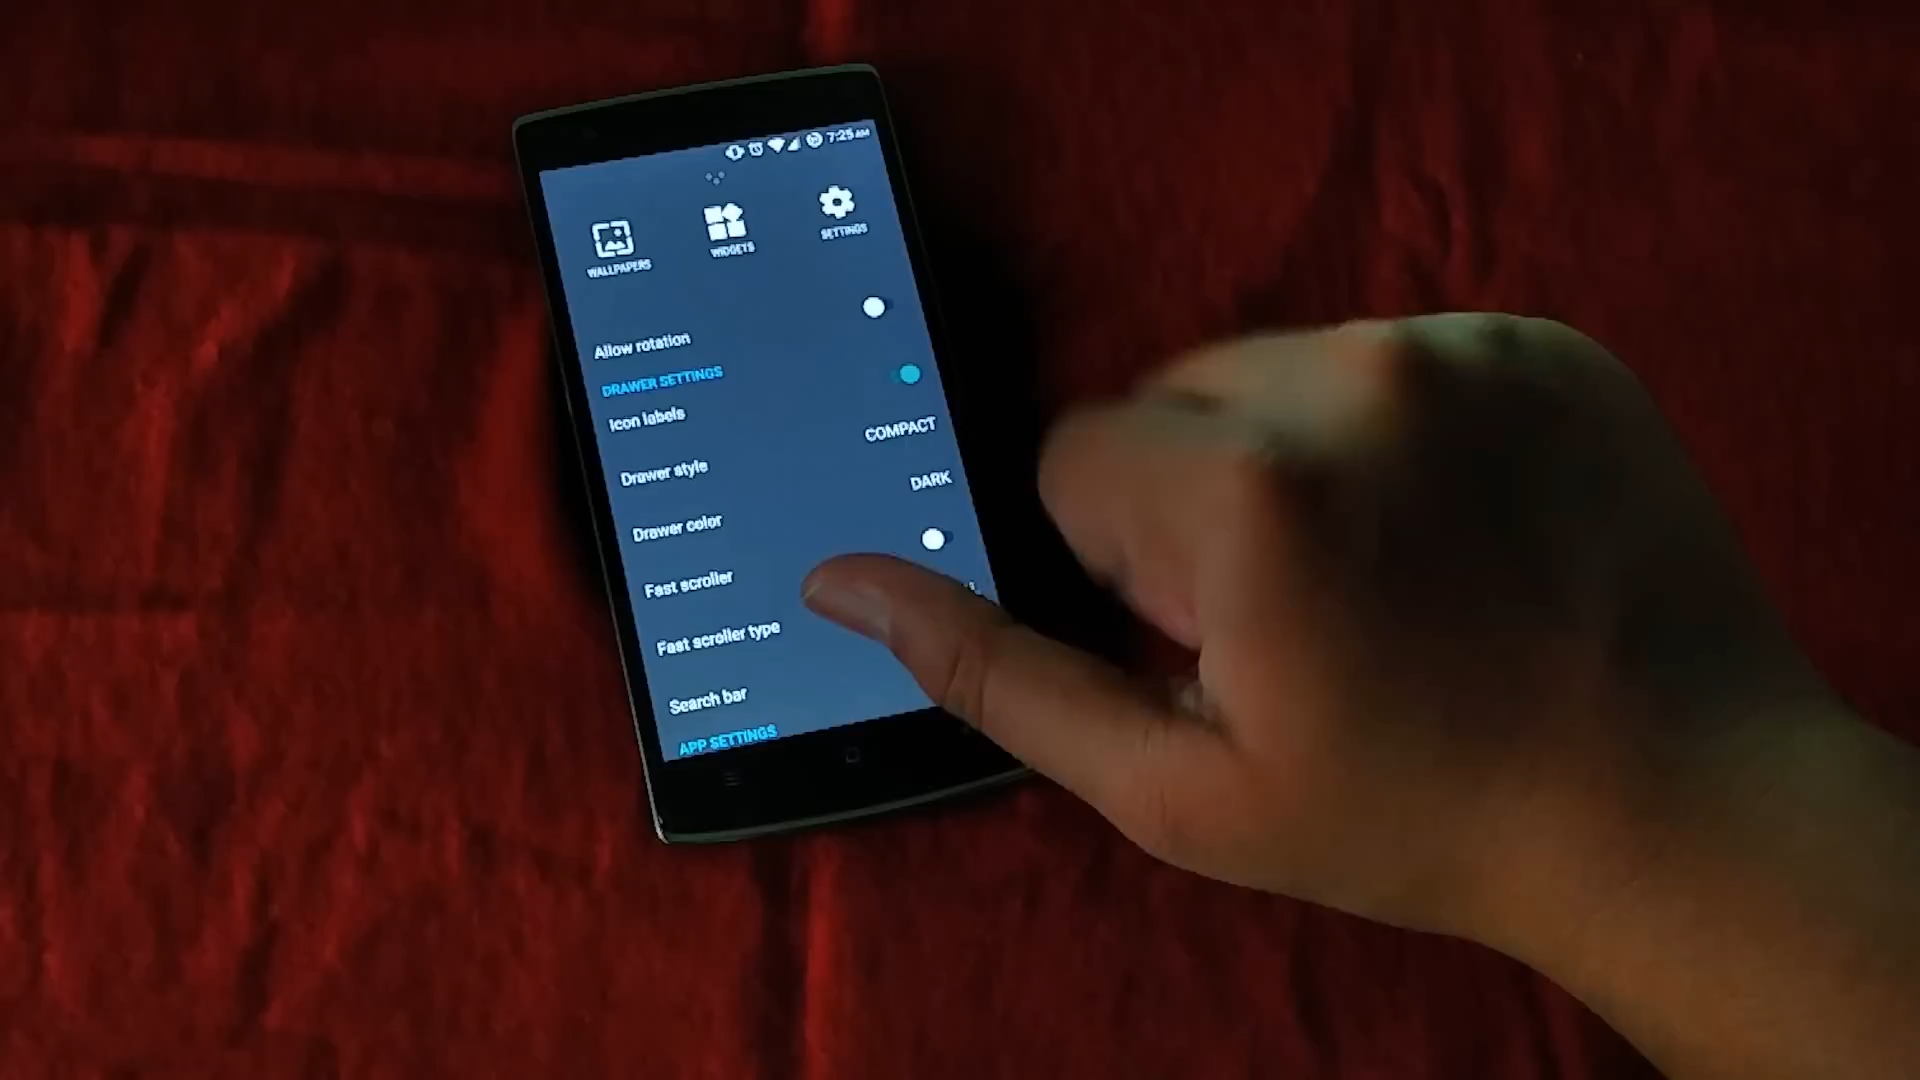 7:25 AM
WALLPAPERS
WIDGETS
SETTINGS
Allow rotation
DRAWER SETTINGS
Icon labels
Drawer style
COMPACT
Drawer color
DARK
Fast scroller
Fast scroller type
Search bar
APP SETTINGS